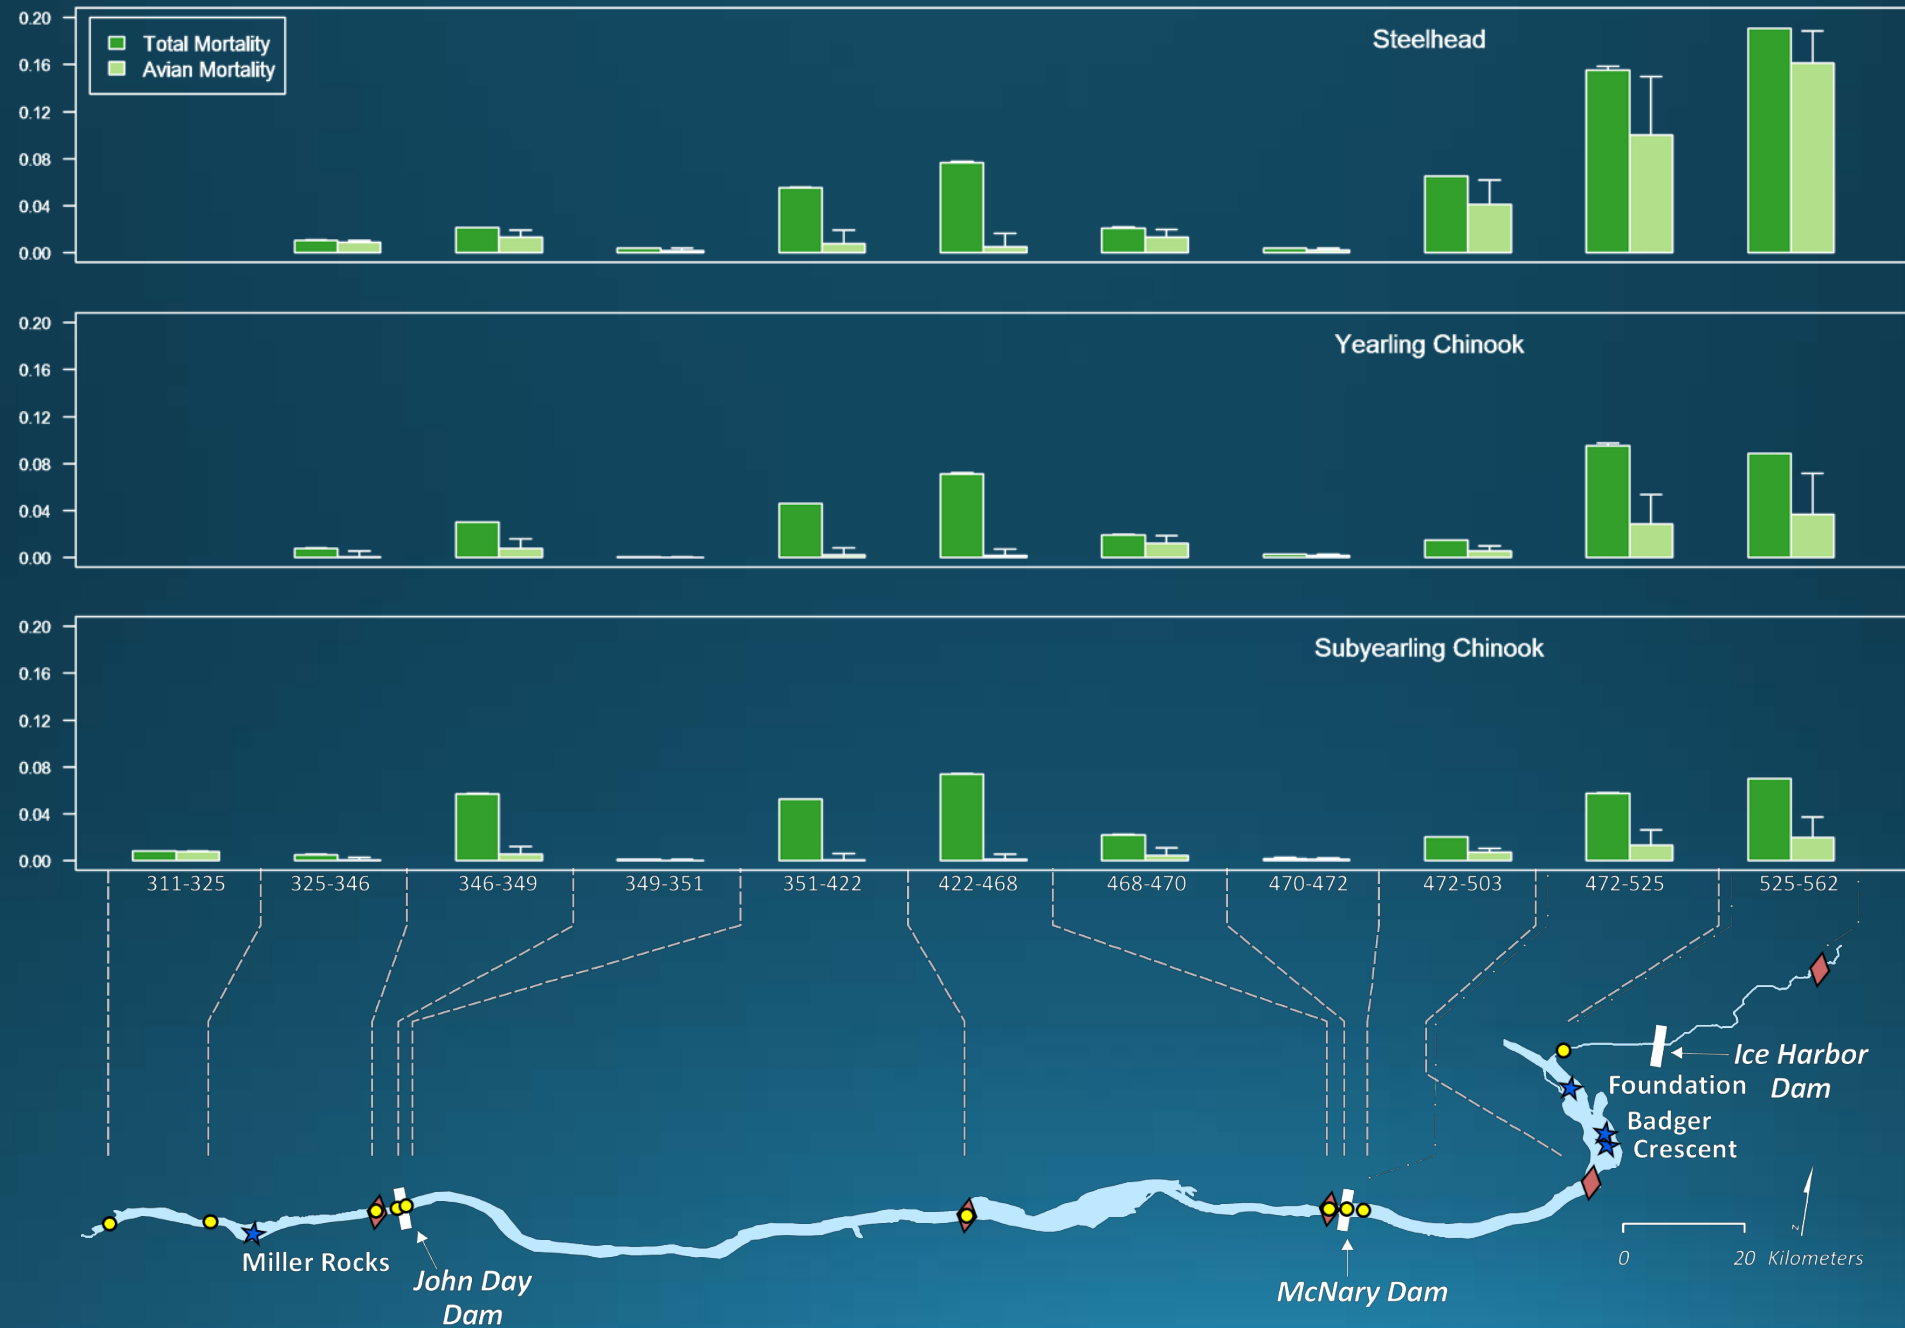 0.20
0.16
0.12
0.08
0.04
0.00
Total Mortality
Avian Mortality
Steelhead
0.20
0.16
0.12
0.08
0.04
0.00
Yearling Chinook
0.20
0.16
0.12
0.08
0.04
0.00
Subyearling Chinook
311-325 325-346 346-349 349-351 351-422 422-468 468-470 470-472 472-503 472-525 525-562
Ice Harbor
Dam
Foundation
Badger
Crescent
Miller Rocks
John Day
Dam
McNary Dam
z
0 20 Kilometers